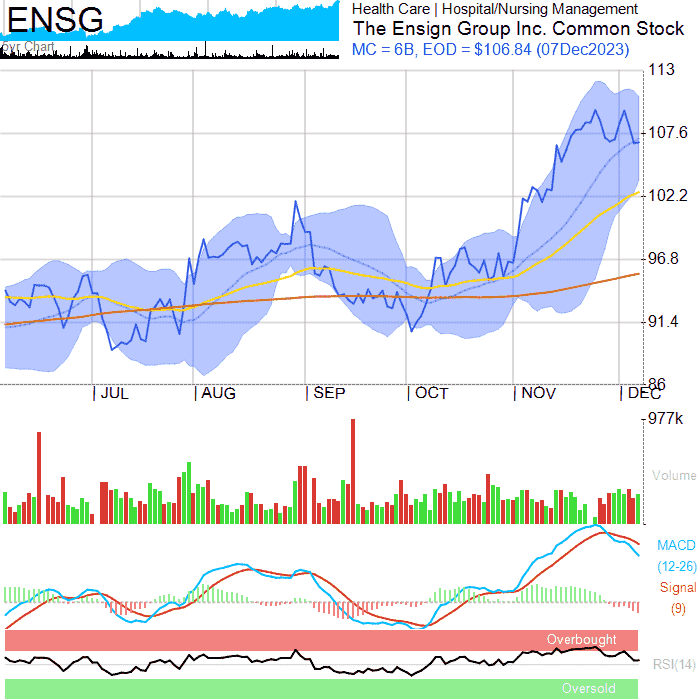 ENSG
5yr Chart
Health Care | Hospital/Nursing Management
The Ensign Group Inc. Common Stock
MC = 6B, EOD = $106.84 (07Dec2023)
113
107.6
102.2
96.8
91.4
86
| JUL | AUG | SEP | OCT | NOV | DEC
977k
Volume
MACD
(12-26)
Signal
(9)
Overbought
RSI(14)
Oversold